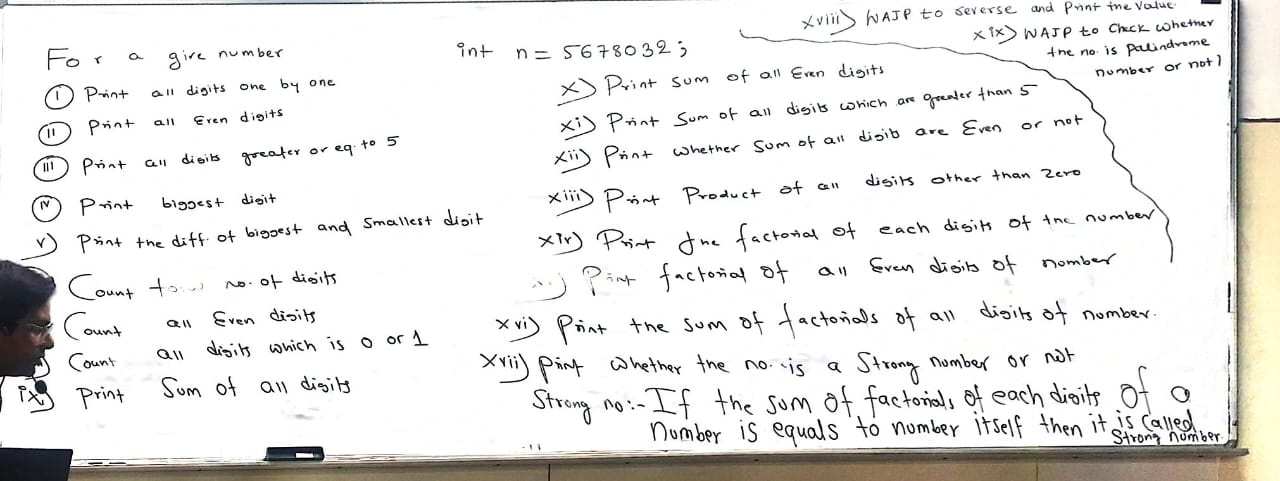 For a give number
int n = 5678032;
(I) Print all digits one by one
(II) Print all Even digits
(III) Print all digits greater or eq. to 5
(IV) Print biggest digit
V) Print the diff. of biggest and Smallest digit
Count no. of digits
Count all Even digits
Count all digits which is 0 or 1
ix) Print Sum of all digits
x) Print Sum of all Even digits
xi) Print Sum of all digits which are greater than 5
xii) Print whether Sum of all digits are Even or not
xiii) Print Product of all digits other than zero
xiv) Print the factorial of each digits of the number
Print factorial of all Even digits of number
xvi) Print the sum of factorials of all digits of number.
xvii) Print whether the no. is a Strong number or not
Strong no:- If the sum of factorials of each digits of a
number is equals to number itself then it is Called
Strong number.
xviii) WAJP to reverse and Print the value.
xix) WAJP to Check whether
the no. is palindrome
number or not)